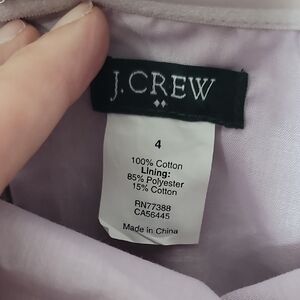 J.CREW
4
100% Cotton
Lining:
85% Polyester
15% Cotton
RN77388
CA56445
Made in China